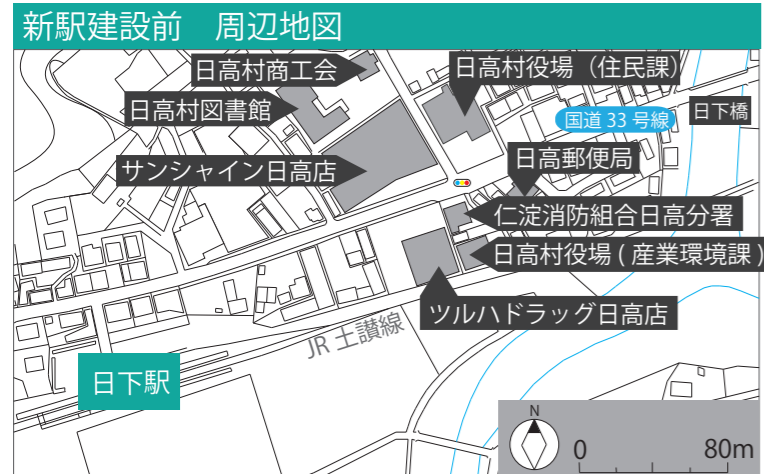 新駅建設前　周辺地図
日高村商工会
日高村役場（住民課）
日高村図書館
国道 33 号線
日下橋
サンシャイン日高店
日高郵便局
仁淀消防組合日高分署
日高村役場 ( 産業環境課 )
ツルハドラッグ日高店
JR 土讃線
日下駅
N
0
80m